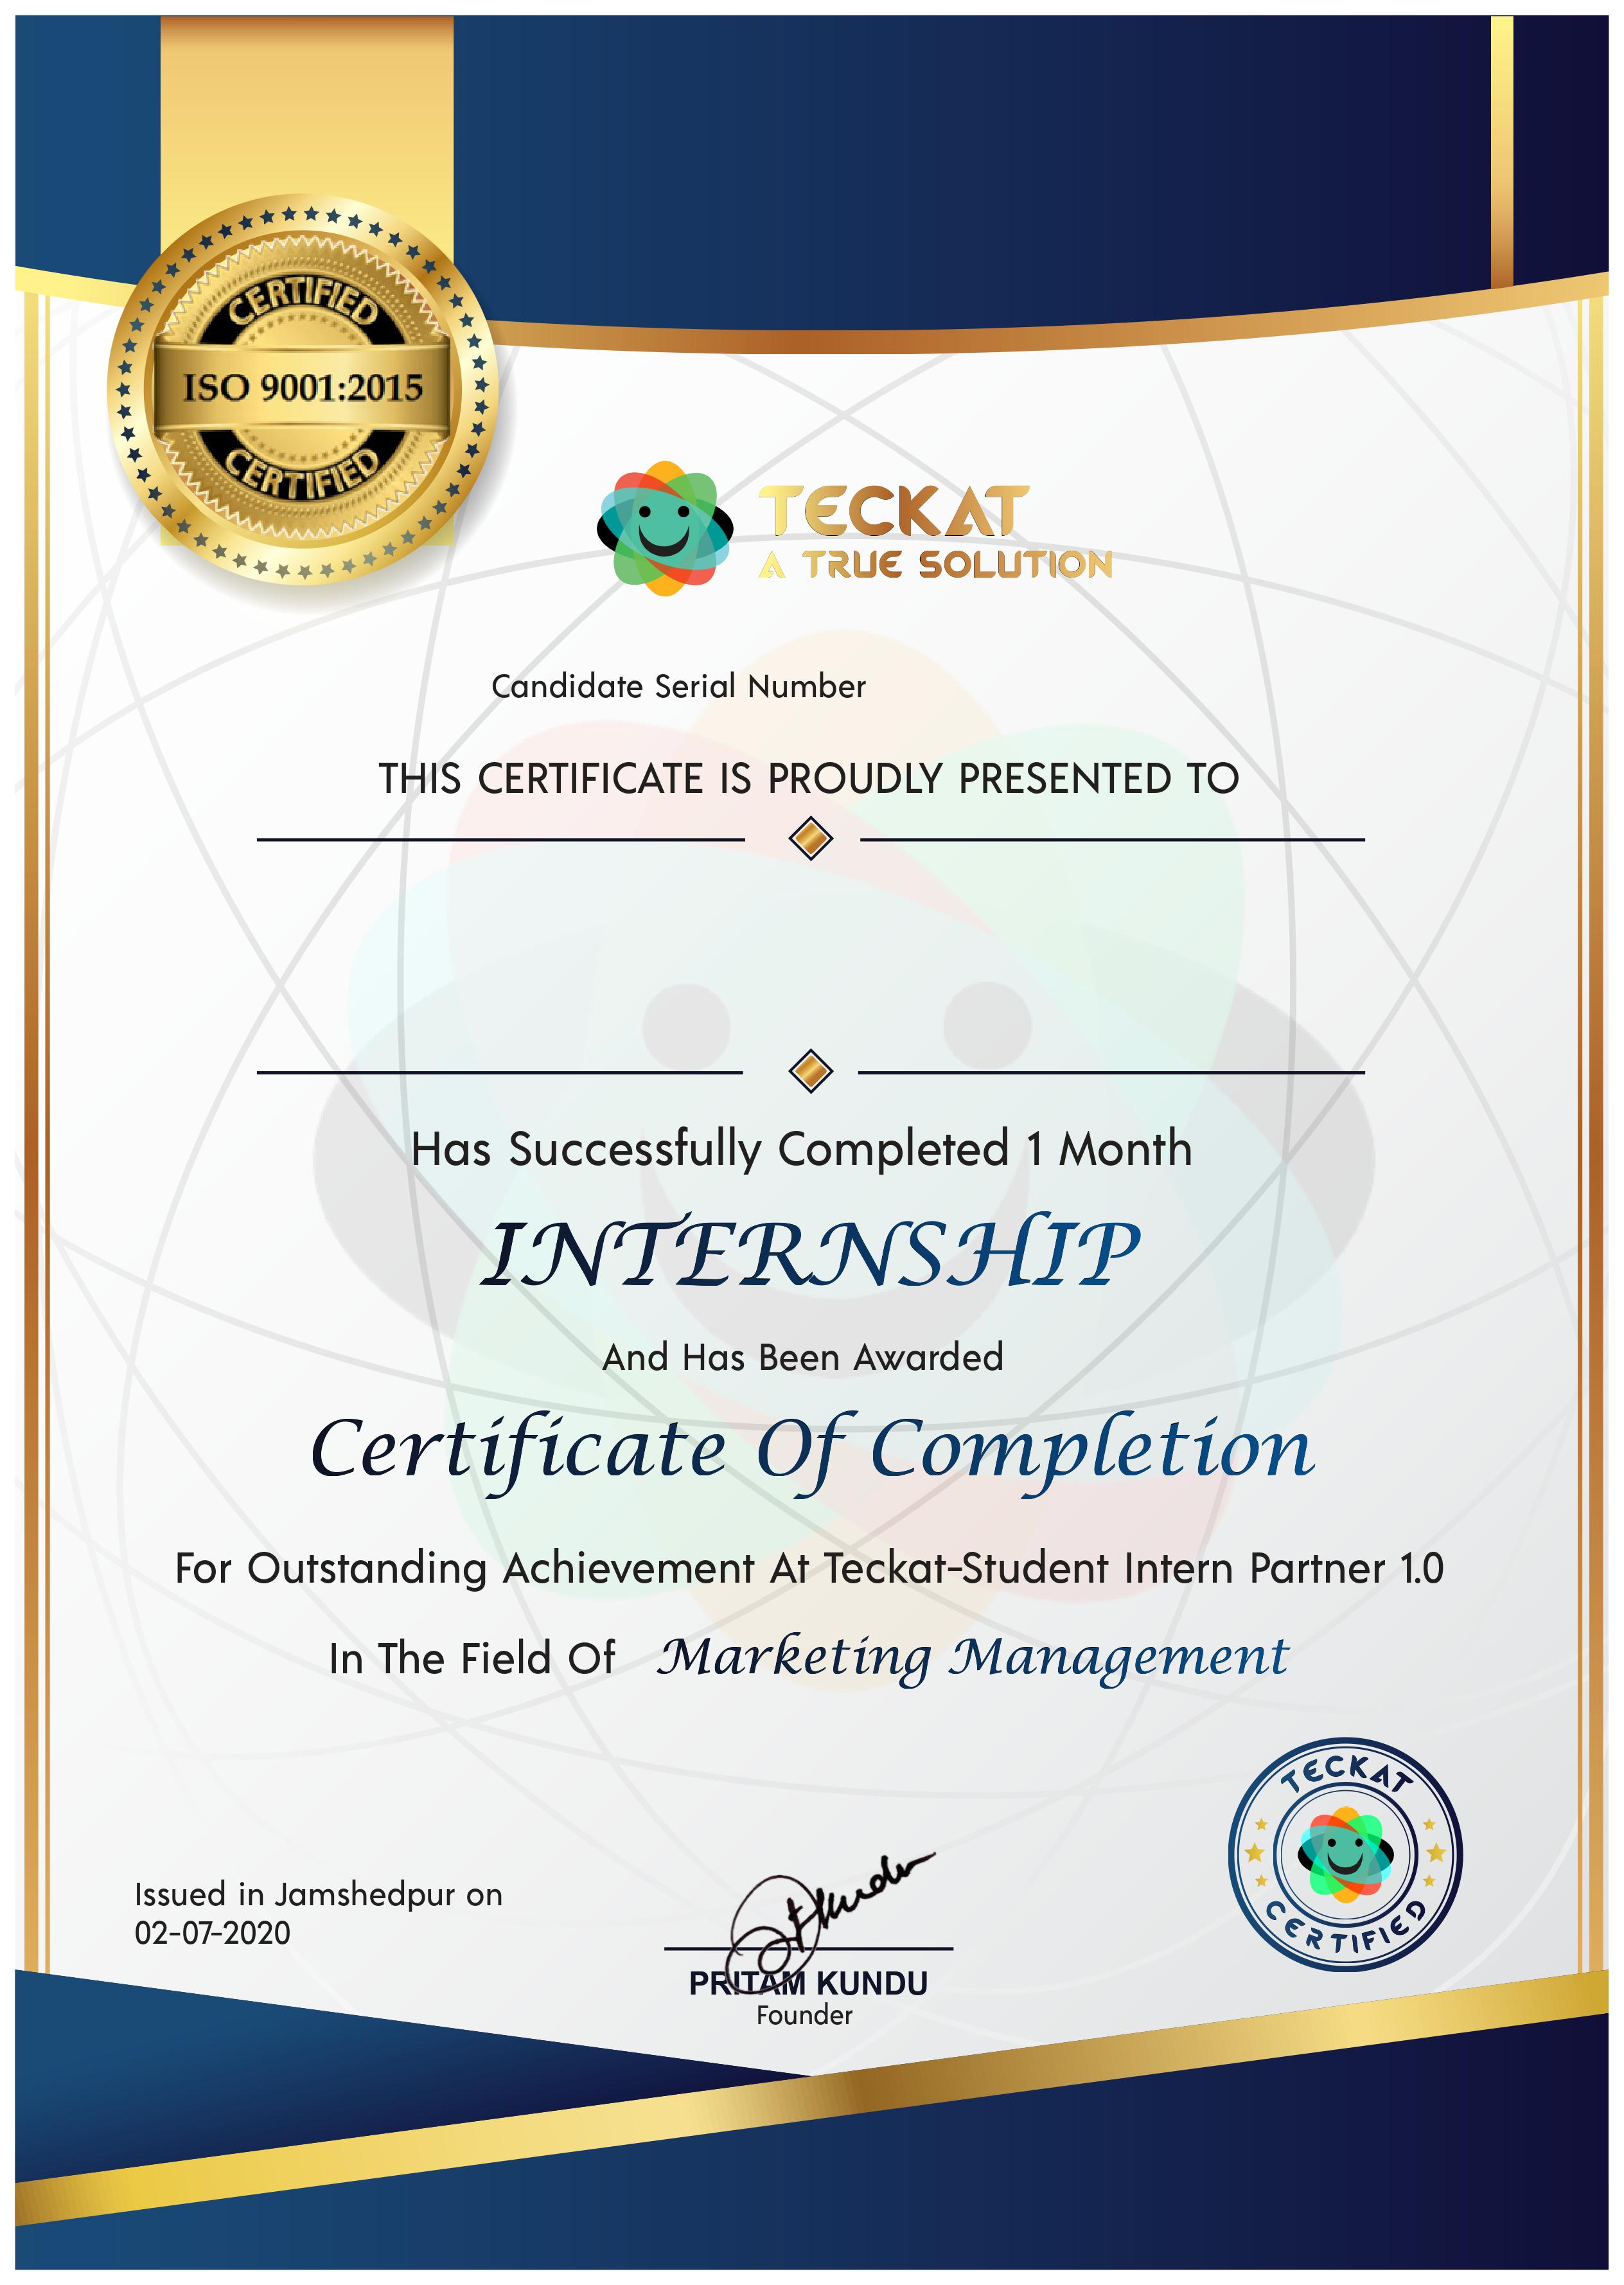 CERTIFIED
ISO 9001:2015
CERTIFIED
TECKAT
A TRUE SOLUTION
Candidate Serial Number
THIS CERTIFICATE IS PROUDLY PRESENTED TO
Has Successfully Completed 1 Month
INTERNSHIP
And Has Been Awarded
Certificate Of Completion
For Outstanding Achievement At Teckat-Student Intern Partner 1.0
In The Field Of Marketing Management
TECKAT
CERTIFIED
Issued in Jamshedpur on
02-07-2020
PRITAM KUNDU
Founder